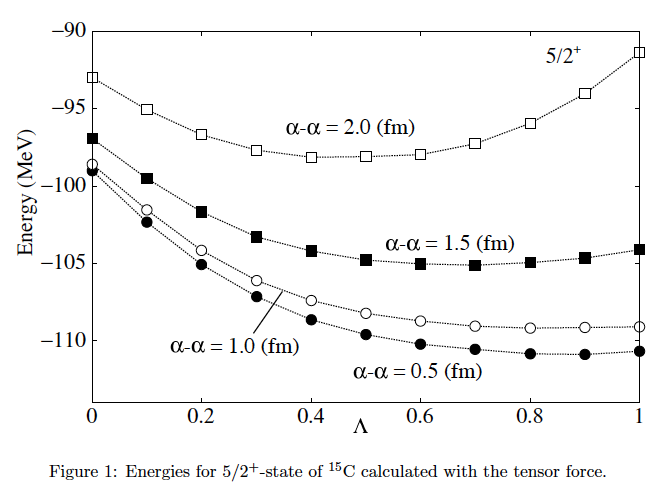 −90
5/2⁺
−95
α-α = 2.0 (fm)
Energy (MeV)
−100
α-α = 1.5 (fm)
−105
−110
α-α = 1.0 (fm)
α-α = 0.5 (fm)
0 0.2 0.4 0.6 0.8 1
Λ
Figure 1: Energies for 5/2⁺-state of ¹⁵C calculated with the tensor force.